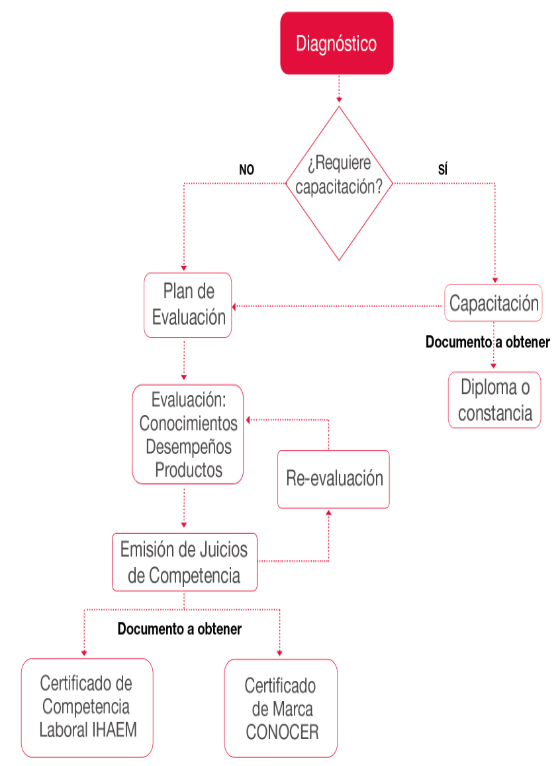 Diagnóstico
¿Requiere
capacitación?
NO
SÍ
Plan de
Evaluación
Capacitación
Documento a obtener
Diploma o
constancia
Evaluación:
Conocimientos
Desempeños
Productos
Re-evaluación
Emisión de Juicios
de Competencia
Documento a obtener
Certificado de
Competencia
Laboral IHAEM
Certificado
de Marca
CONOCER